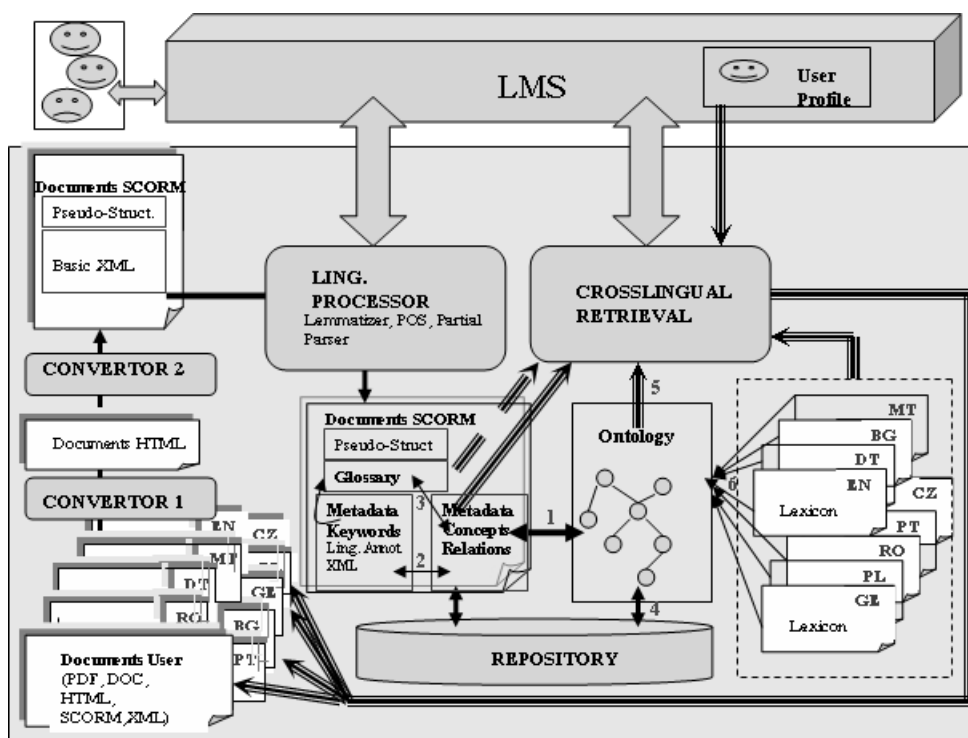 LMS
User
Profile
Documents SCORM
Pseudo-Struct.
Basic XML
LING.
PROCESSOR
Lemmatizer, POS, Partial
Parser
CROSSLINGUAL
RETRIEVAL
CONVERTOR 2
Documents HTML
CONVERTOR 1
Documents SCORM
Pseudo-Struct
Glossary
Metadata
Keywords
Ling. Annot
XML
Metadata
Concepts
Relations
3
2
1
Ontology
5
4
6
MT
BG
DT
EN
Lexicon
CZ
PT
RO
PL
GE
Lexicon
EN
CZ
MT
DT
GE
RO
BG
PT
Documents User
(PDF, DOC,
HTML,
SCORM,XML)
REPOSITORY